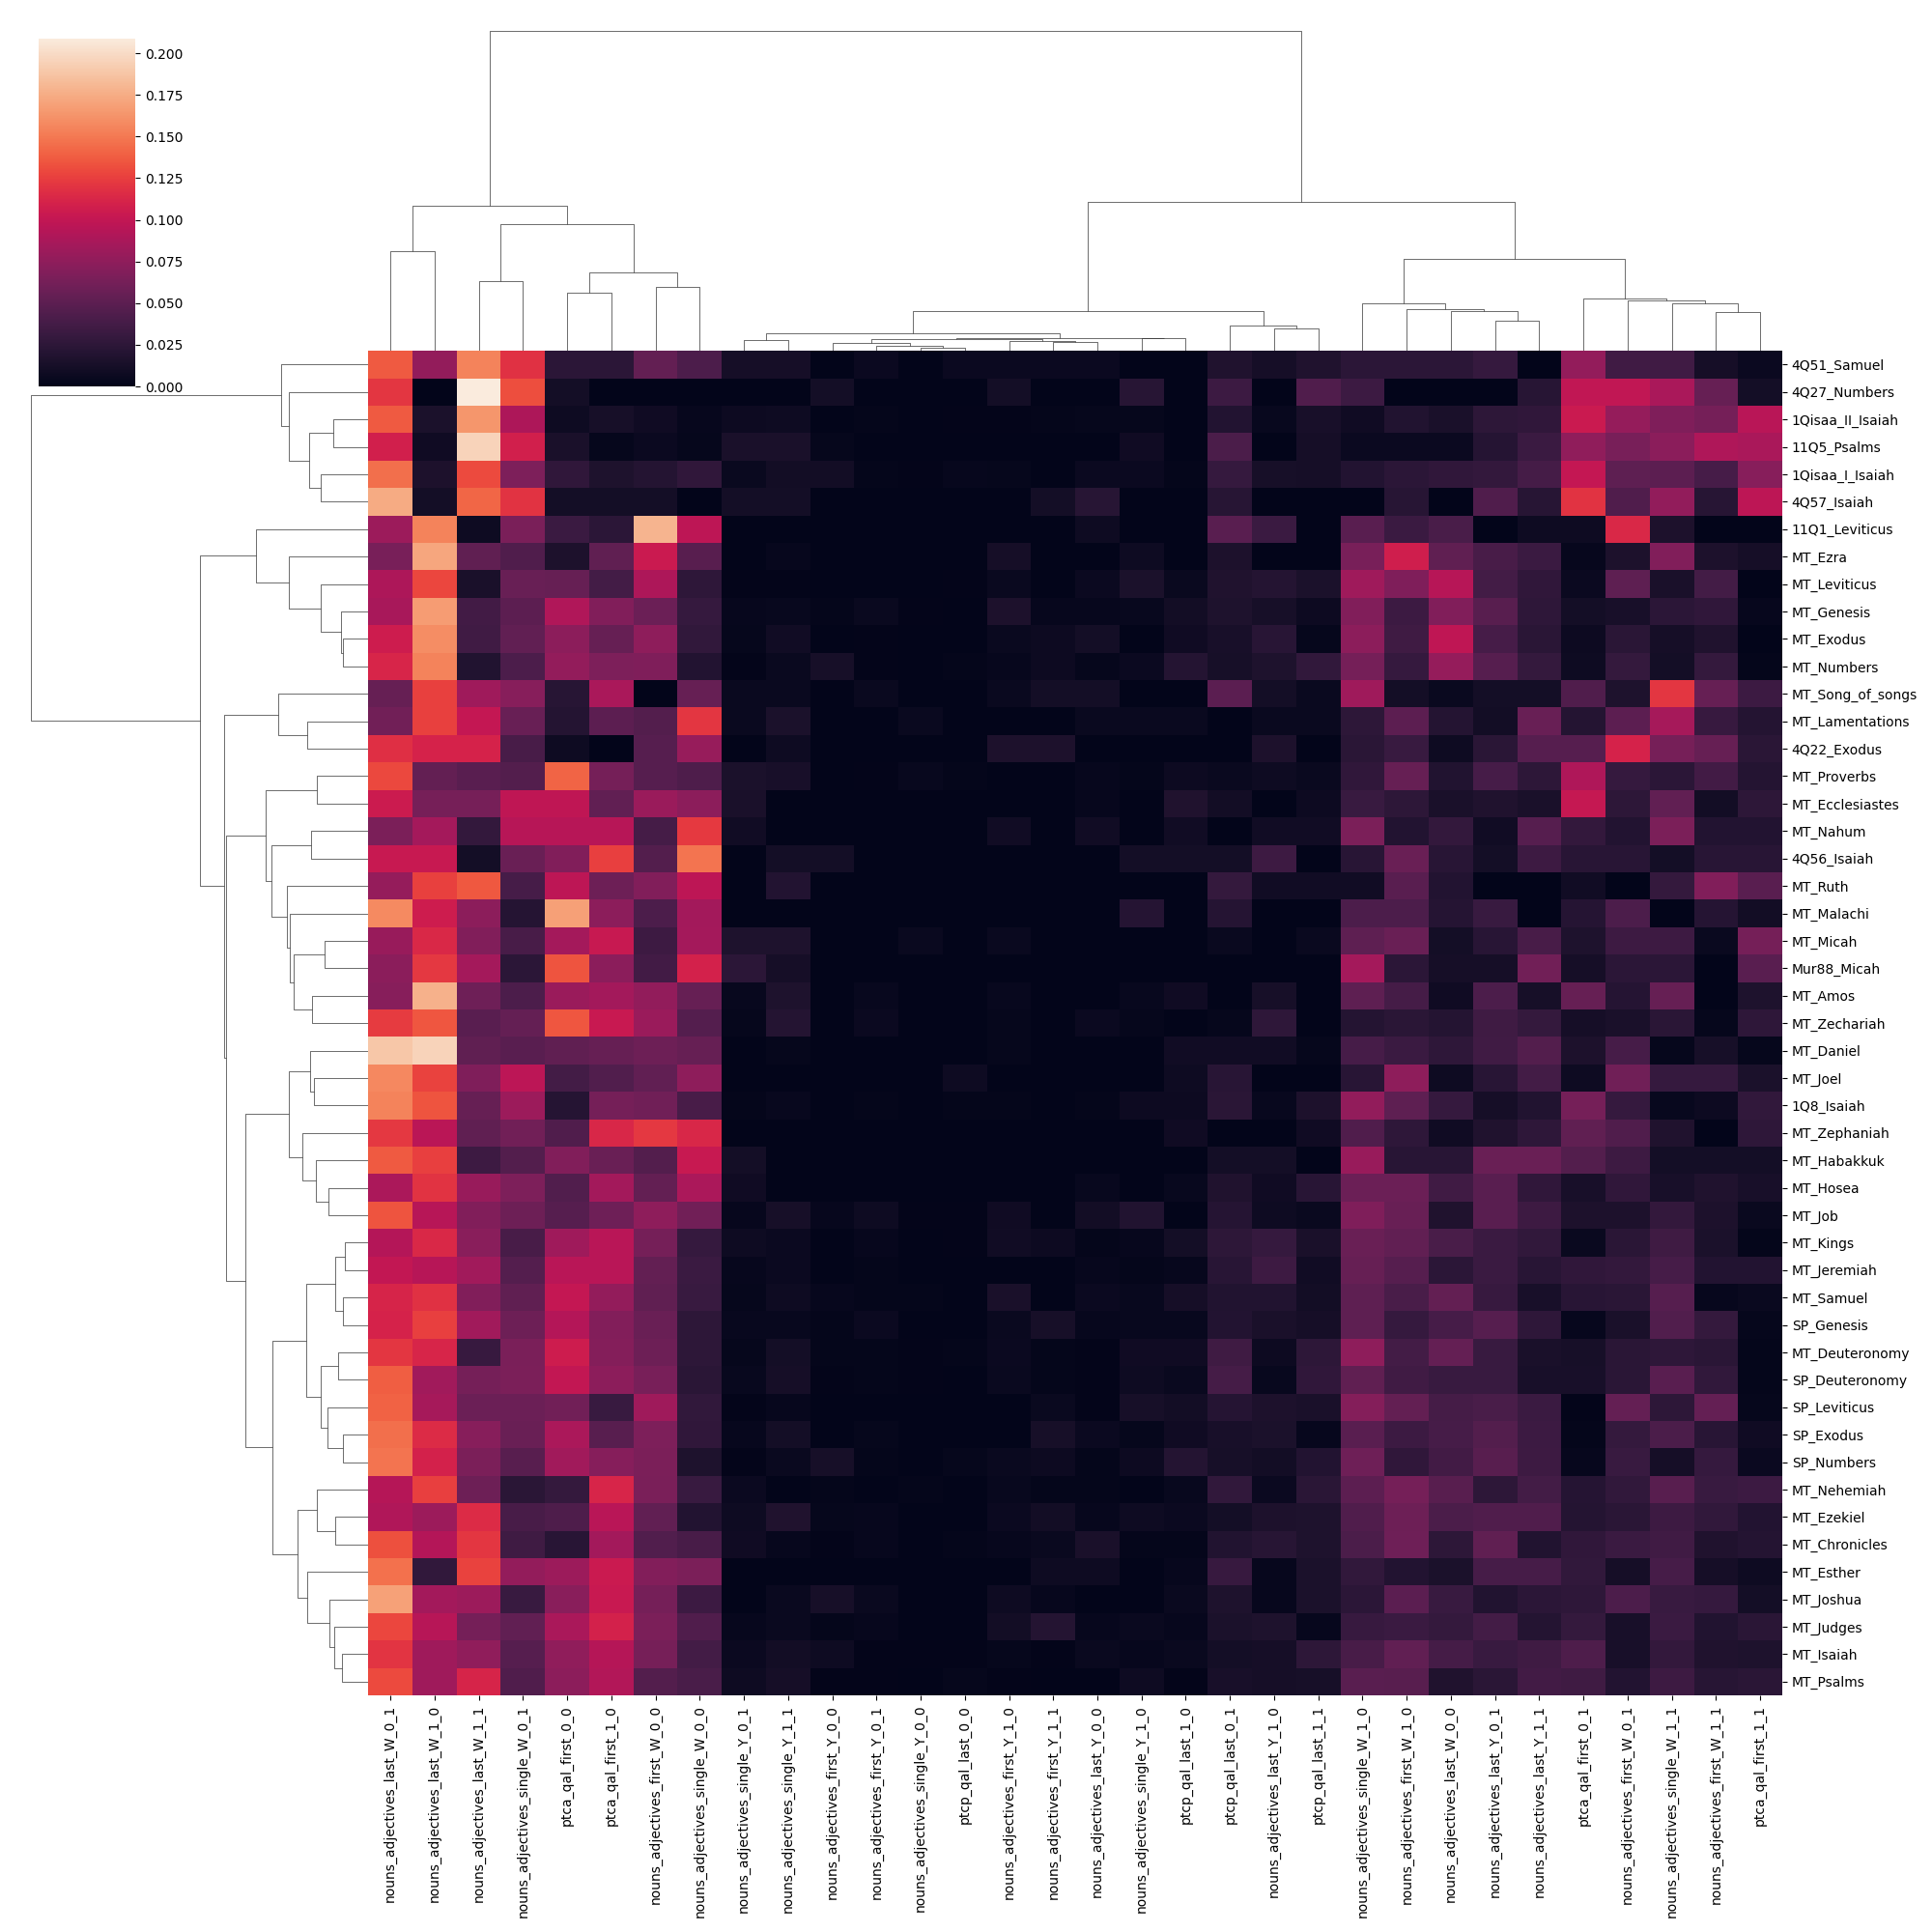 0.200
0.175
0.150
0.125
0.100
0.075
0.050
0.025
0.000
4Q51_Samuel
4Q27_Numbers
1Qisaa_II_Isaiah
11Q5_Psalms
1Qisaa_I_Isaiah
4Q57_Isaiah
11Q1_Leviticus
MT_Ezra
MT_Leviticus
MT_Genesis
MT_Exodus
MT_Numbers
MT_Song_of_songs
MT_Lamentations
4Q22_Exodus
MT_Proverbs
MT_Ecclesiastes
MT_Nahum
4Q56_Isaiah
MT_Ruth
MT_Malachi
MT_Micah
Mur88_Micah
MT_Amos
MT_Zechariah
MT_Daniel
MT_Joel
1Q8_Isaiah
MT_Zephaniah
MT_Habakkuk
MT_Hosea
MT_Job
MT_Kings
MT_Jeremiah
MT_Samuel
SP_Genesis
MT_Deuteronomy
SP_Deuteronomy
SP_Leviticus
SP_Exodus
SP_Numbers
MT_Nehemiah
MT_Ezekiel
MT_Chronicles
MT_Esther
MT_Joshua
MT_Judges
MT_Isaiah
MT_Psalms
nouns_adjectives_last_W_0_1
nouns_adjectives_last_W_1_0
nouns_adjectives_last_W_1_1
nouns_adjectives_single_W_0_1
ptca_qal_first_0_0
ptca_qal_first_1_0
nouns_adjectives_first_W_0_0
nouns_adjectives_single_W_0_0
nouns_adjectives_single_Y_0_1
nouns_adjectives_single_Y_1_1
nouns_adjectives_first_Y_0_0
nouns_adjectives_first_Y_0_1
nouns_adjectives_single_Y_0_0
ptcp_qal_last_0_0
nouns_adjectives_first_Y_1_0
nouns_adjectives_first_Y_1_1
nouns_adjectives_last_Y_0_0
nouns_adjectives_single_Y_1_0
ptcp_qal_last_1_0
ptcp_qal_last_0_1
nouns_adjectives_last_Y_1_0
ptcp_qal_last_1_1
nouns_adjectives_single_W_1_0
nouns_adjectives_first_W_1_0
nouns_adjectives_last_W_0_0
nouns_adjectives_last_Y_0_1
nouns_adjectives_last_Y_1_1
ptca_qal_first_0_1
nouns_adjectives_first_W_0_1
nouns_adjectives_single_W_1_1
nouns_adjectives_first_W_1_1
ptca_qal_first_1_1